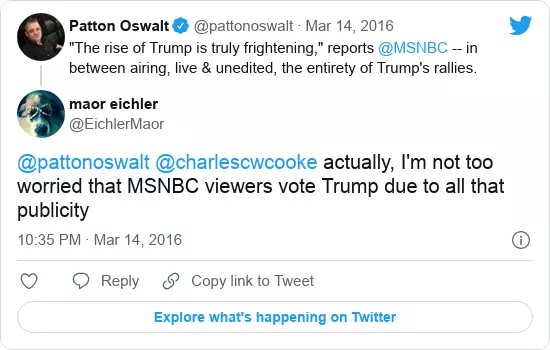 Patton Oswalt @pattonoswalt · Mar 14, 2016
"The rise of Trump is truly frightening," reports @MSNBC -- in
between airing, live & unedited, the entirety of Trump's rallies.
maor eichler
@EichlerMaor
@pattonoswalt @charlescwcooke actually, I'm not too
worried that MSNBC viewers vote Trump due to all that
publicity
10:35 PM · Mar 14, 2016
Reply Copy link to Tweet
Explore what's happening on Twitter